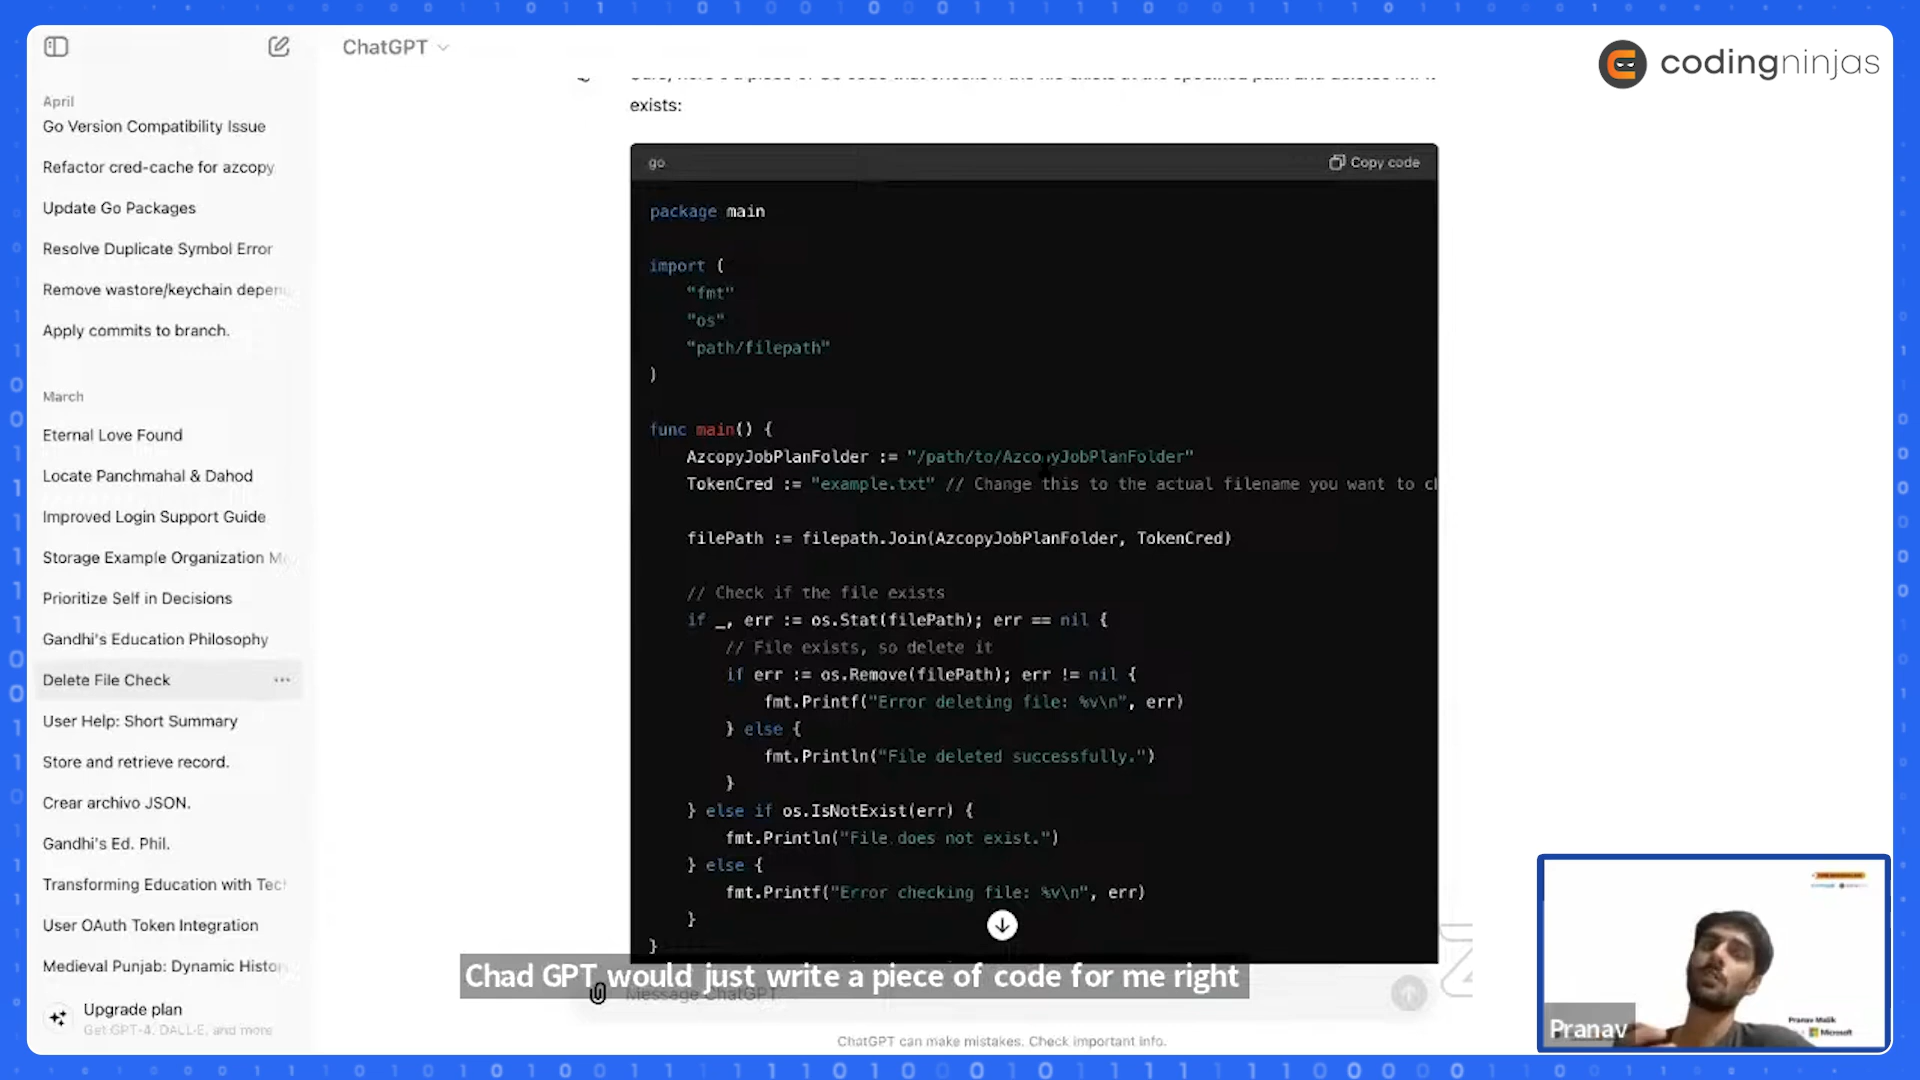 ChatGPT
codingninjas
April
Go Version Compatibility Issue
Refactor cred-cache for azcopy
Update Go Packages
Resolve Duplicate Symbol Error
Remove wastore/keychain depen
Apply commits to branch.
March
Eternal Love Found
Locate Panchmahal & Dahod
Improved Login Support Guide
Storage Example Organization M
Prioritize Self in Decisions
Gandhi's Education Philosophy
Delete File Check
User Help: Short Summary
Store and retrieve record.
Crear archivo JSON.
Gandhi's Ed. Phil.
Transforming Education with Tec
User OAuth Token Integration
Medieval Punjab: Dynamic Histor
Upgrade plan
Get GPT-4, DALL·E, and more
exists:
go
Copy code
package main
import (
"fmt"
"os"
"path/filepath"
)
func main() {
AzcopyJobPlanFolder := "/path/to/AzcopyJobPlanFolder"
TokenCred := "example.txt" // Change this to the actual filename you want to c
filePath := filepath.Join(AzcopyJobPlanFolder, TokenCred)
// Check if the file exists
if _, err := os.Stat(filePath); err == nil {
// File exists, so delete it
if err := os.Remove(filePath); err != nil {
fmt.Printf("Error deleting file: %v\n", err)
} else {
fmt.Println("File deleted successfully.")
}
} else if os.IsNotExist(err) {
fmt.Println("File does not exist.")
} else {
fmt.Printf("Error checking file: %v\n", err)
}
}
Chad GPT would just write a piece of code for me right
Message ChatGPT
ChatGPT can make mistakes. Check important info.
Pranav
Pranav Malik
Microsoft